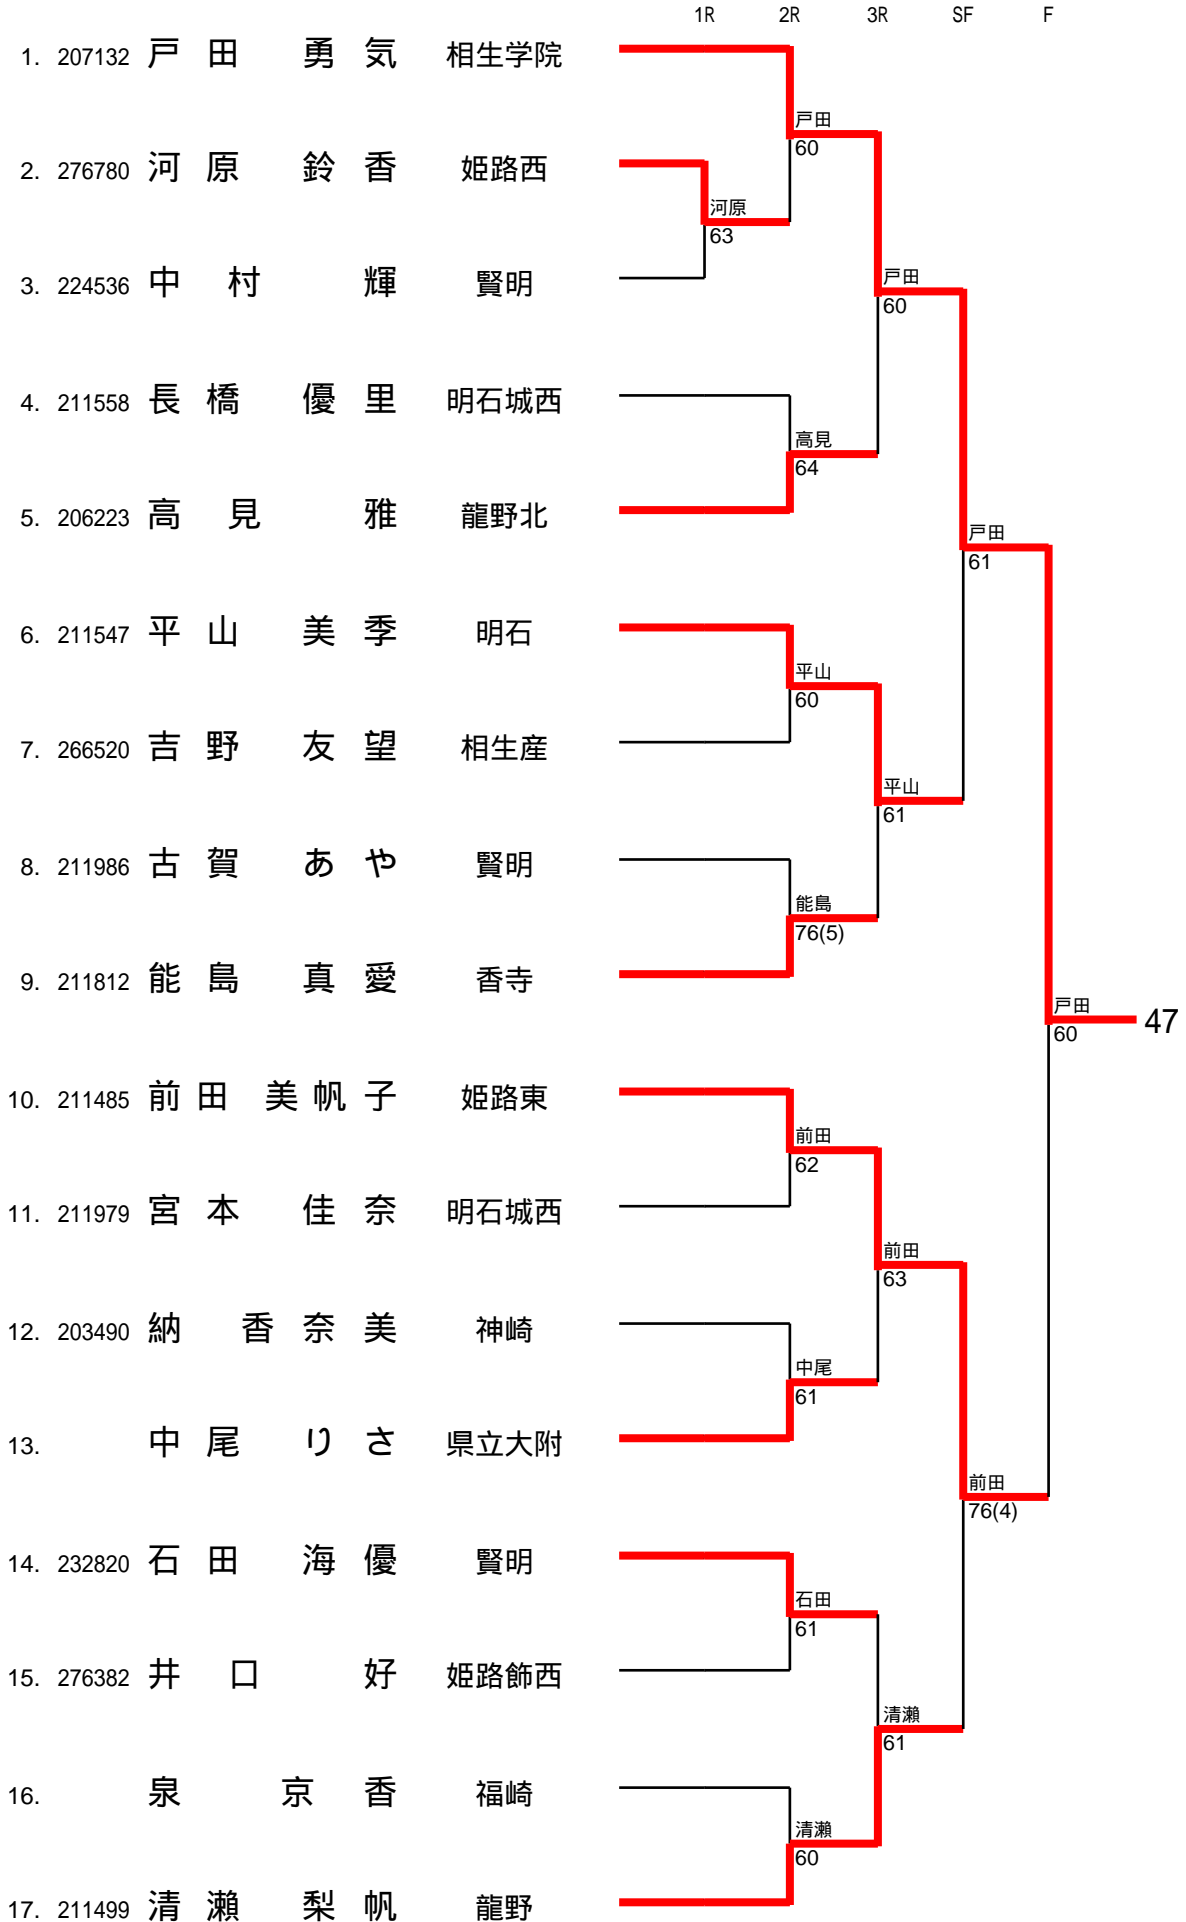 1R 2R 3R SF F
1. 207132 戸田 勇気 相生学院
戸田
60
2. 276780 河原 鈴香 姫路西
河原
63
3. 224536 中村 輝 賢明
戸田
60
4. 211558 長橋 優里 明石城西
高見
64
5. 206223 高見 雅 龍野北
戸田
61
6. 211547 平山 美季 明石
平山
60
7. 266520 吉野 友望 相生産
平山
61
8. 211986 古賀 あや 賢明
能島
76(5)
9. 211812 能島 真愛 香寺
戸田
60
47
10. 211485 前田 美帆子 姫路東
前田
62
11. 211979 宮本 佳奈 明石城西
前田
63
12. 203490 納 香奈美 神崎
中尾
61
13. 中尾 りさ 県立大附
前田
76(4)
14. 232820 石田 海優 賢明
石田
61
15. 276382 井口 好 姫路飾西
清瀬
61
16. 泉 京香 福崎
清瀬
60
17. 211499 清瀬 梨帆 龍野